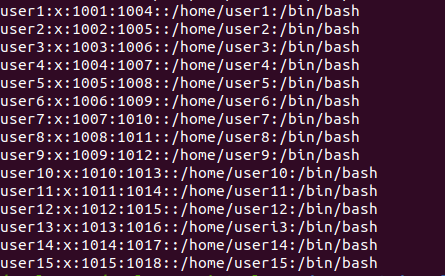 user1:x:1001:1004::/home/user1:/bin/bash
user2:x:1002:1005::/home/user2:/bin/bash
user3:x:1003:1006::/home/user3:/bin/bash
user4:x:1004:1007::/home/user4:/bin/bash
user5:x:1005:1008::/home/user5:/bin/bash
user6:x:1006:1009::/home/user6:/bin/bash
user7:x:1007:1010::/home/user7:/bin/bash
user8:x:1008:1011::/home/user8:/bin/bash
user9:x:1009:1012::/home/user9:/bin/bash
user10:x:1010:1013::/home/user10:/bin/bash
user11:x:1011:1014::/home/user11:/bin/bash
user12:x:1012:1015::/home/user12:/bin/bash
user13:x:1013:1016::/home/useri3:/bin/bash
user14:x:1014:1017::/home/user14:/bin/bash
user15:x:1015:1018::/home/user15:/bin/bash